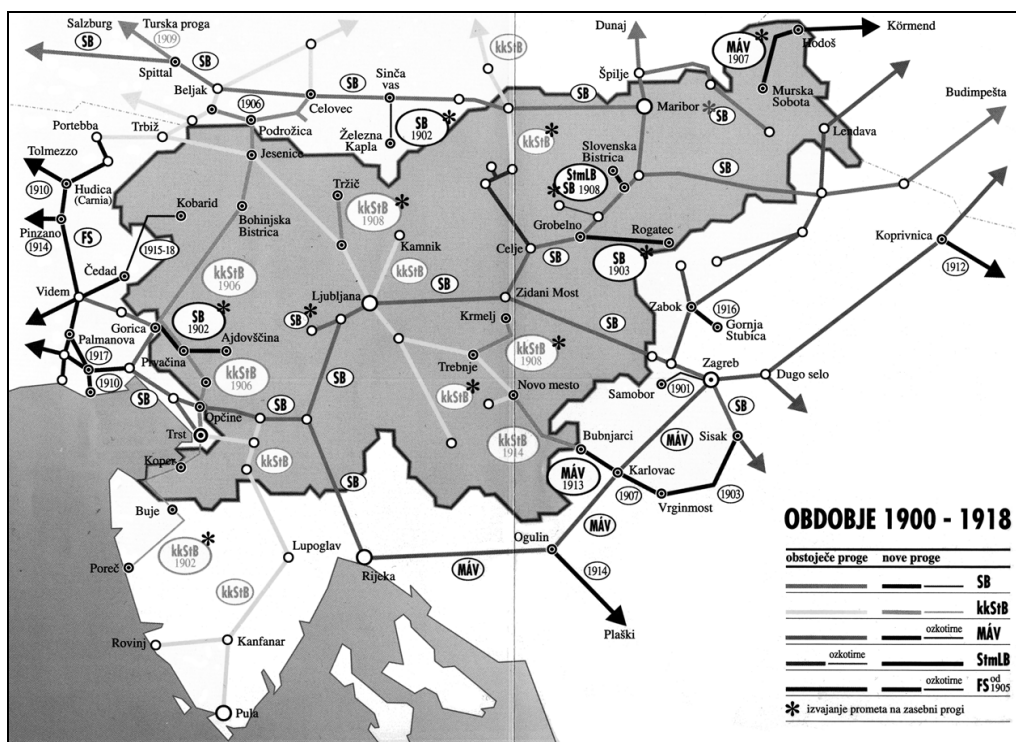 Salzburg
Turska proga
1909
SB
Spittal
SB
Beljak
1906
Celovec
Podrožica
SB
Sinča
vas
Železna
Kapla
SB
1902
*
kkStB
SB
Dunaj
Špilje
Maribor
*
SB
MÁV
1907
*
Hodoš
Murska
Sobota
Körmend
Budimpešta
Lendava
Portebba
Trbiž
Tolmezzo
1910
Hudica
(Carnia)
Pinzano
1914
FS
Kobarid
1915-18
Čedad
Videm
Palmanova
1917
1910
Jesenice
Bohinjska
Bistrica
kkStB
1906
Gorica
SB
1902
*
Ajdovščina
Prvačina
kkStB
1906
SB
Tržič
kkStB
1908
*
Kamnik
kkStB
Ljubljana
SB
*
SB
SB
kkStB
*
Slovenska
Bistrica
StmLB
SB 1908
*
SB
Grobelno
Rogatec
Celje
SB
SB
1903
*
Zidani Most
Krmelj
kkStB
1908
*
Trebnje
kkStB
*
Novo mesto
kkStB
1914
SB
Koprivnica
1912
Zabok
1916
Gornja
Stubica
Zagreb
Samobor
1901
Dugo selo
SB
Sisak
MÁV
Bubnjarci
MÁV
1913
Karlovac
1907
1903
Vrginmost
MÁV
Ogulin
1914
Plaški
Opčine
SB
Trst
SB
kkStB
SB
Koper
Buje
kkStB
1902
*
Poreč
kkStB
Lupoglav
Rijeka
MÁV
Rovinj
Kanfanar
Pula
OBDOBJE 1900 - 1918
obstoječe proge nove proge
SB
kkStB
ozkotirne MÁV
ozkotirne StmLB
ozkotirne FS od 1905
* izvajanje prometa na zasebni progi